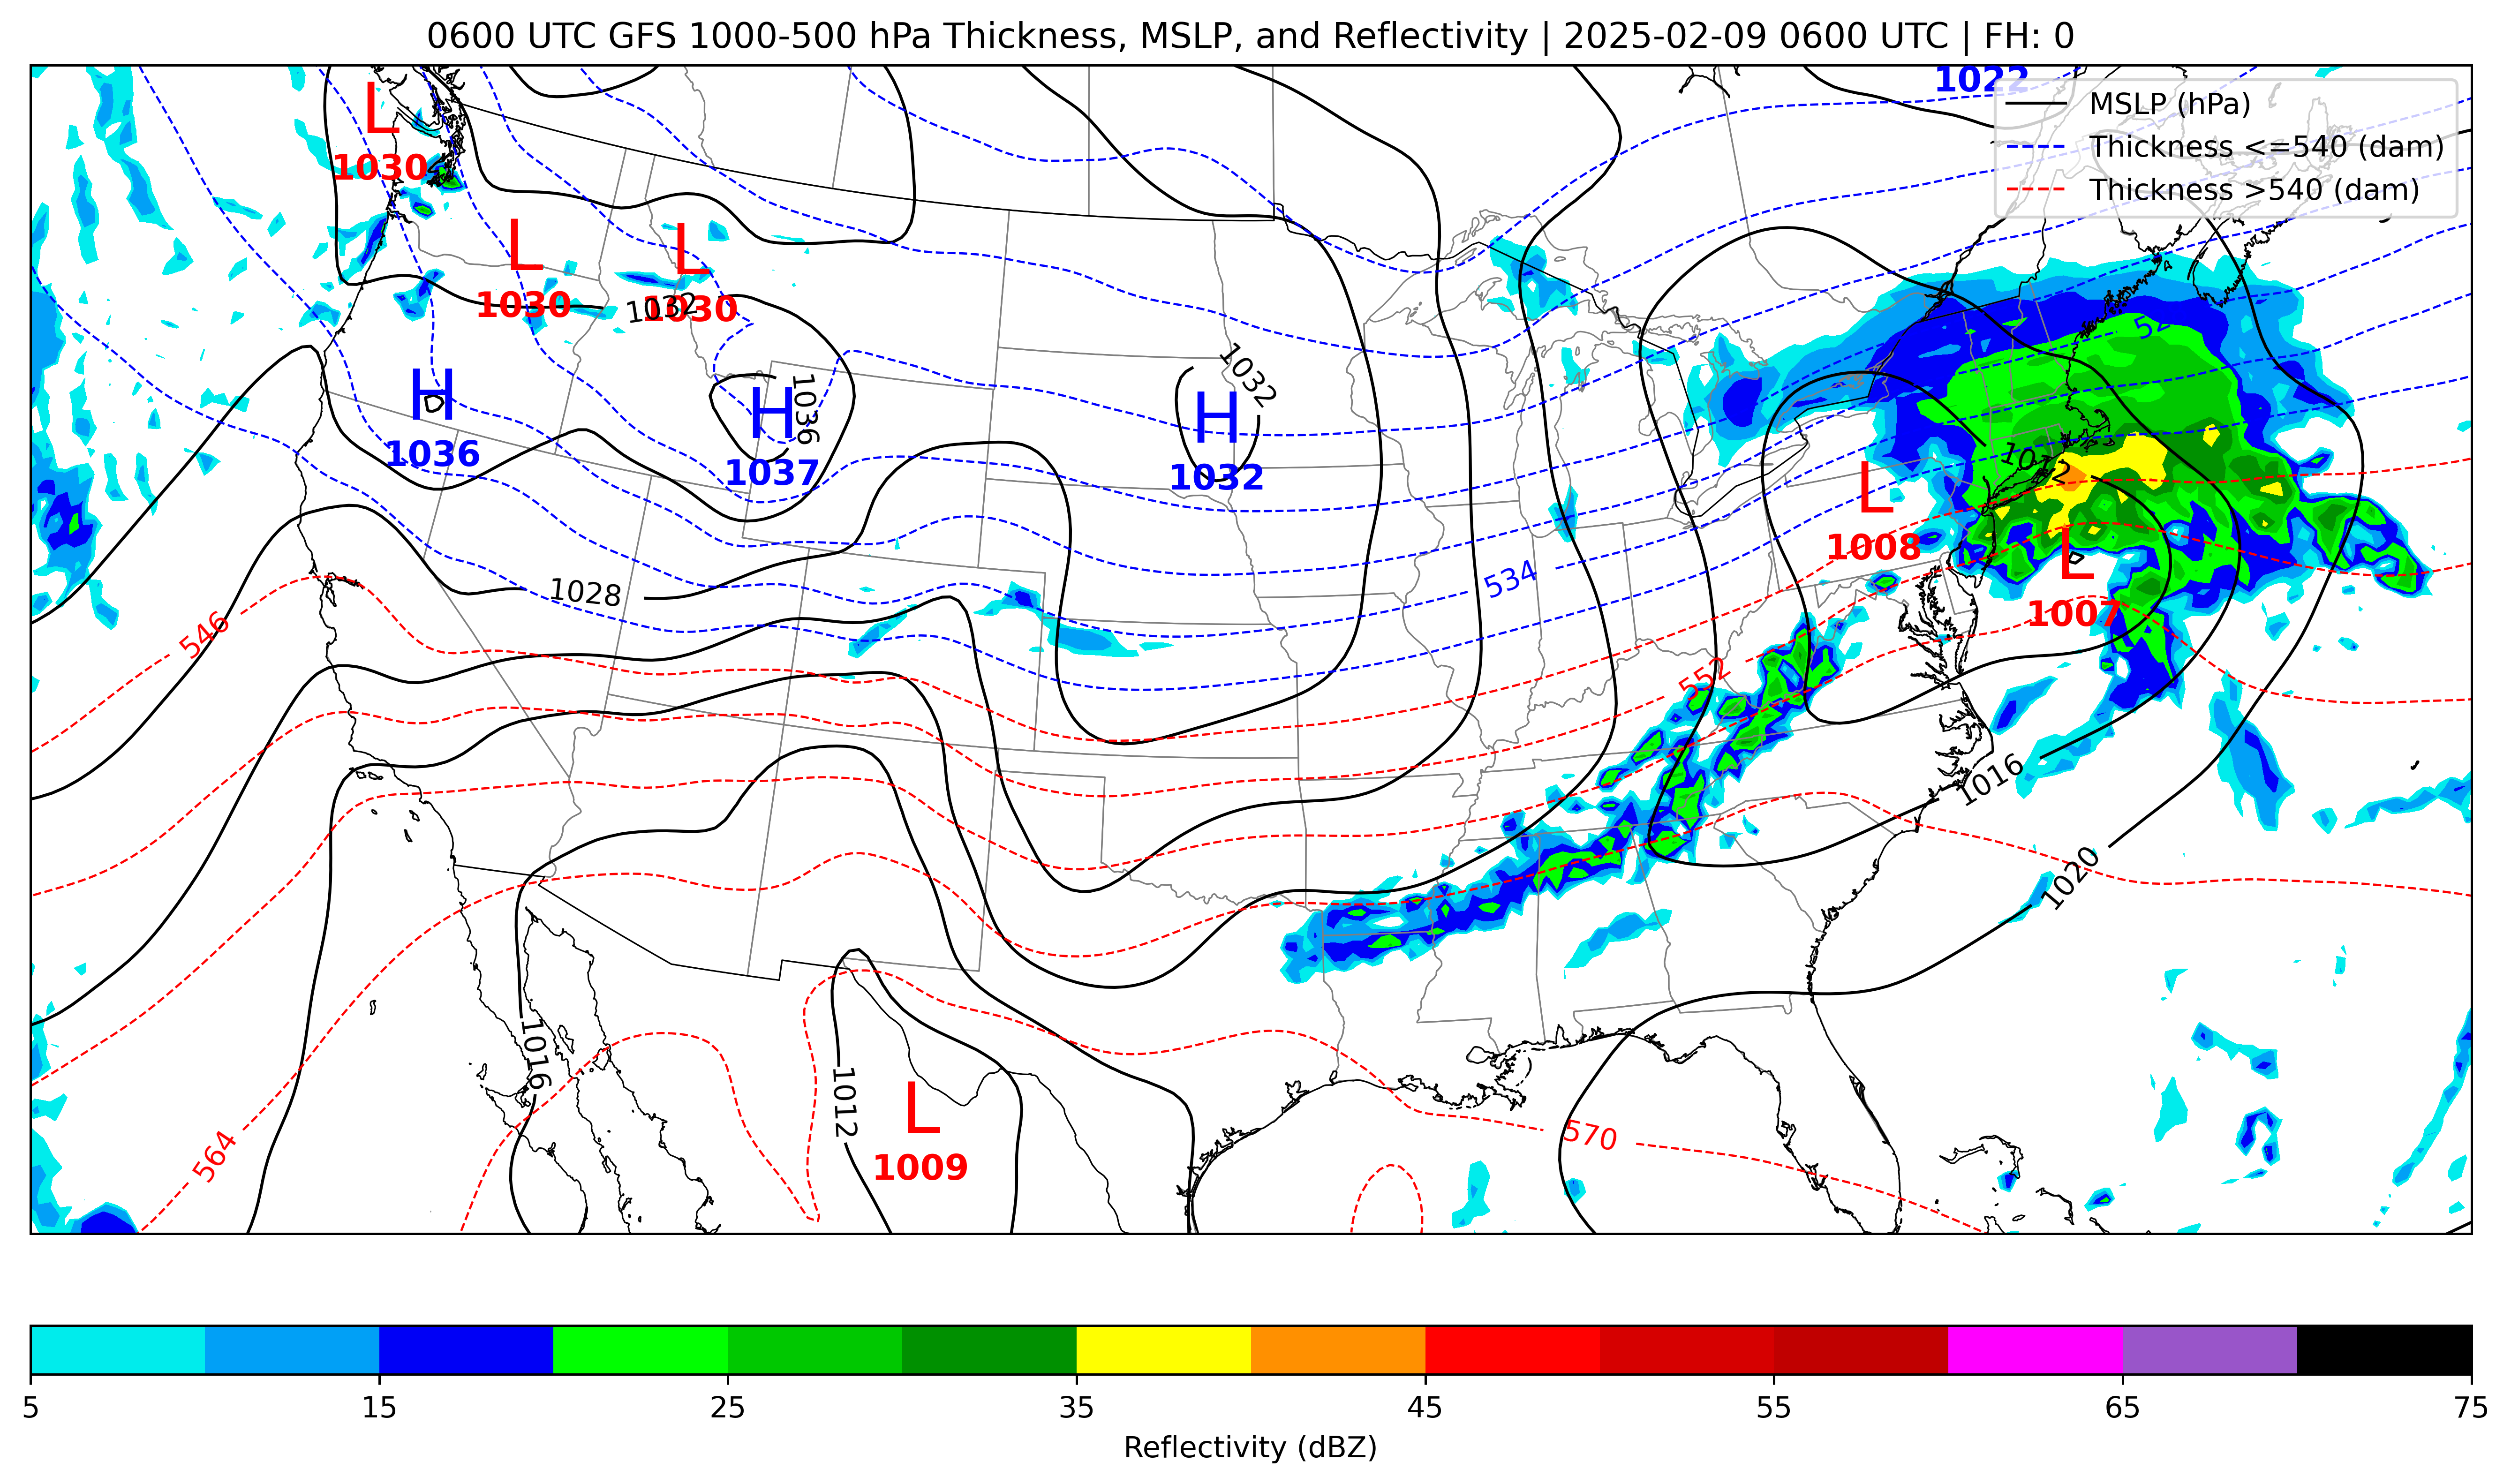 0600 UTC GFS 1000-500 hPa Thickness, MSLP, and Reflectivity | 2025-02-09 0600 UTC | FH: 0
1022
MSLP (hPa)
Thickness <=540 (dam)
Thickness >540 (dam)
L
1030
L
1030
L
1030
1032
1032
1036
H
1036
H
1037
H
1032
1012
L
1008
L
1007
534
1028
546
552
1016
1020
1016
1012
L
1009
564
570
5 15 25 35 45 55 65 75
Reflectivity (dBZ)